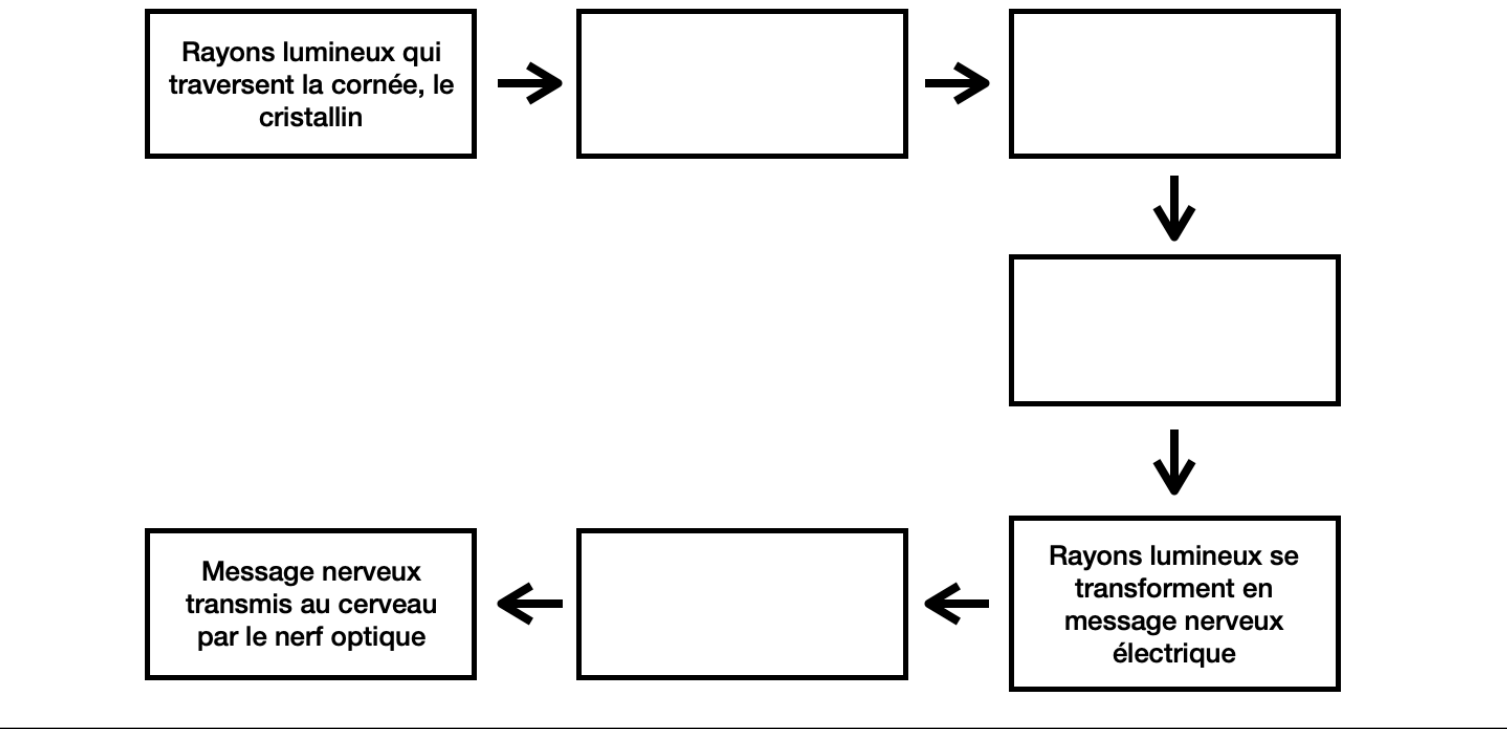 Rayons lumineux qui
traversent la cornée, le
cristallin
Rayons lumineux se
transforment en
message nerveux
électrique
Message nerveux
transmis au cerveau
par le nerf optique